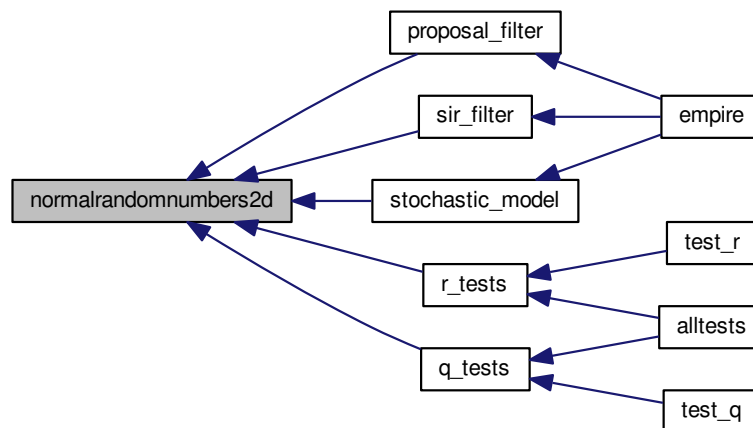 proposal_filter
sir_filter
empire
normalrandomnumbers2d
stochastic_model
test_r
r_tests
alltests
q_tests
test_q